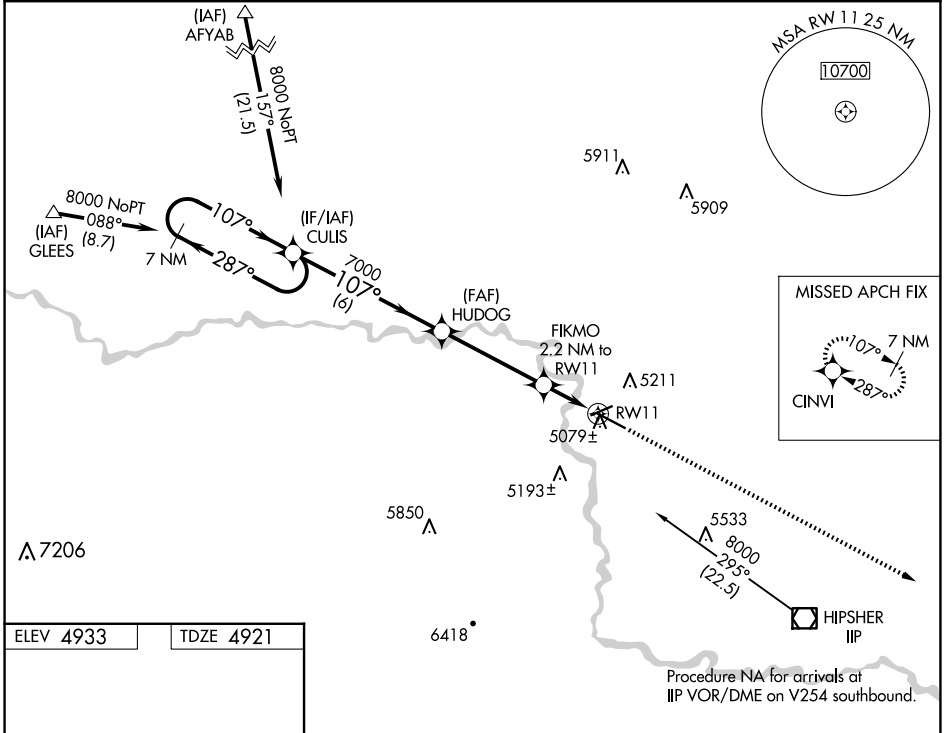 (IAF)
AFYAB
8000 NoPT
157°
(21.5)
MSA RW 11 25 NM
10700
5911
5909
8000 NoPT
088°
(8.7)
(IAF)
GLEES
7 NM
107°
287°
(IF/IAF)
CULIS
7000
107°
(6)
(FAF)
HUDOG
FIKMO
2.2 NM to
RW11
5211
RW11
5079±
5193±
MISSED APCH FIX
107°
7 NM
287°
CINVI
5850
7206
5533
8000
295°
(22.5)
HIPSHER
IIP
6418
ELEV 4933
TDZE 4921
Procedure NA for arrivals at
IIP VOR/DME on V254 southbound.